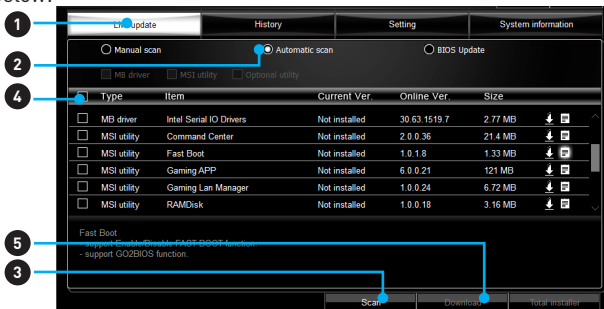 1
Live update History Setting System information
2
Manual scan Automatic scan BIOS Update
MB driver MSI utility Optional utility
4
Type Item Current Ver. Online Ver. Size
MB driver Intel Serial IO Drivers Not installed 30.63.1519.7 2.77 MB
MSI utility Command Center Not installed 2.0.0.36 21.4 MB
MSI utility Fast Boot Not installed 1.0.1.8 1.33 MB
MSI utility Gaming APP Not installed 6.0.0.21 121 MB
MSI utility Gaming Lan Manager Not installed 1.0.0.24 6.72 MB
MSI utility RAMDisk Not installed 1.0.0.18 3.16 MB
Fast Boot
5
- support Enable/Disable FAST BOOT function.
- support GO2BIOS function.
3
Scan Download Total installer